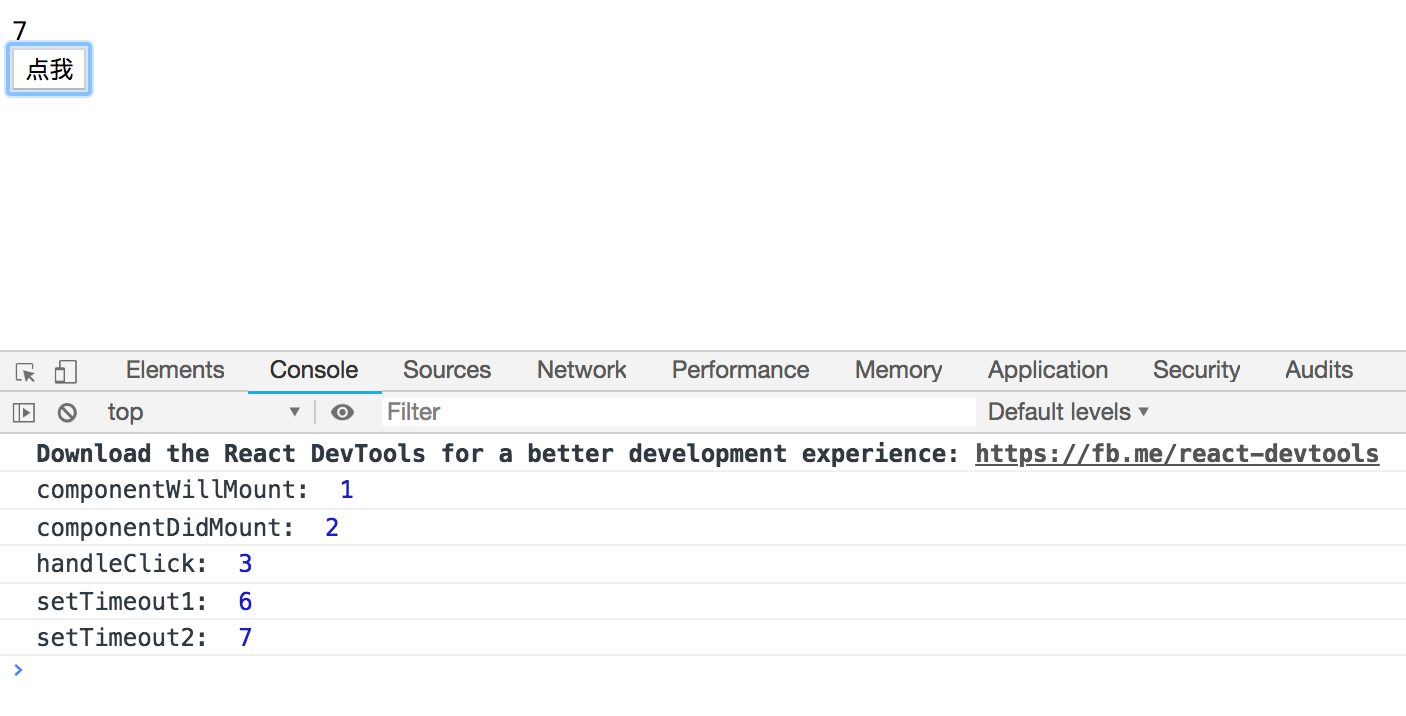 7
点我
Elements Console Sources Network Performance Memory Application Security Audits
top Filter Default levels
Download the React DevTools for a better development experience: https://fb.me/react-devtools
componentWillMount: 1
componentDidMount: 2
handleClick: 3
setTimeout1: 6
setTimeout2: 7